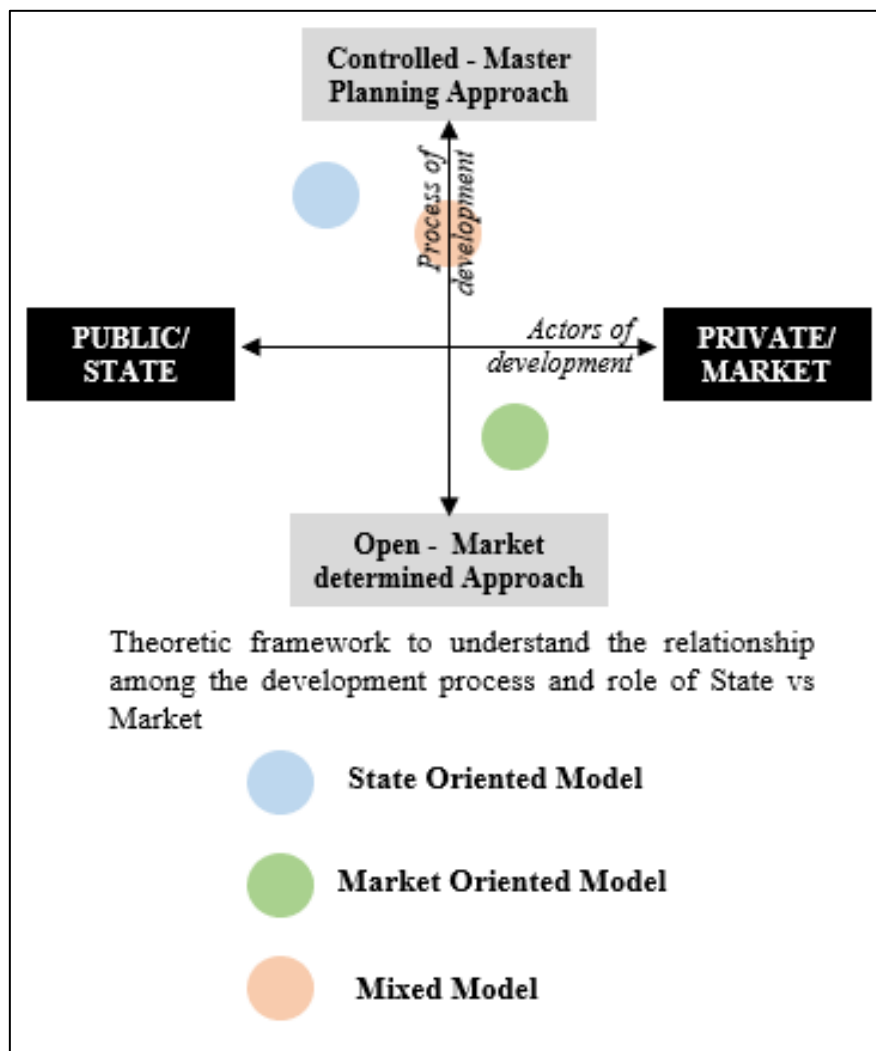 Controlled - Master
Planning Approach
Process of
development
PUBLIC/
STATE
Actors of
development
PRIVATE/
MARKET
Open -  Market
determined Approach
Theoretic framework to understand the relationship
among the development process and role of State vs
Market
State Oriented Model
Market Oriented Model
Mixed Model